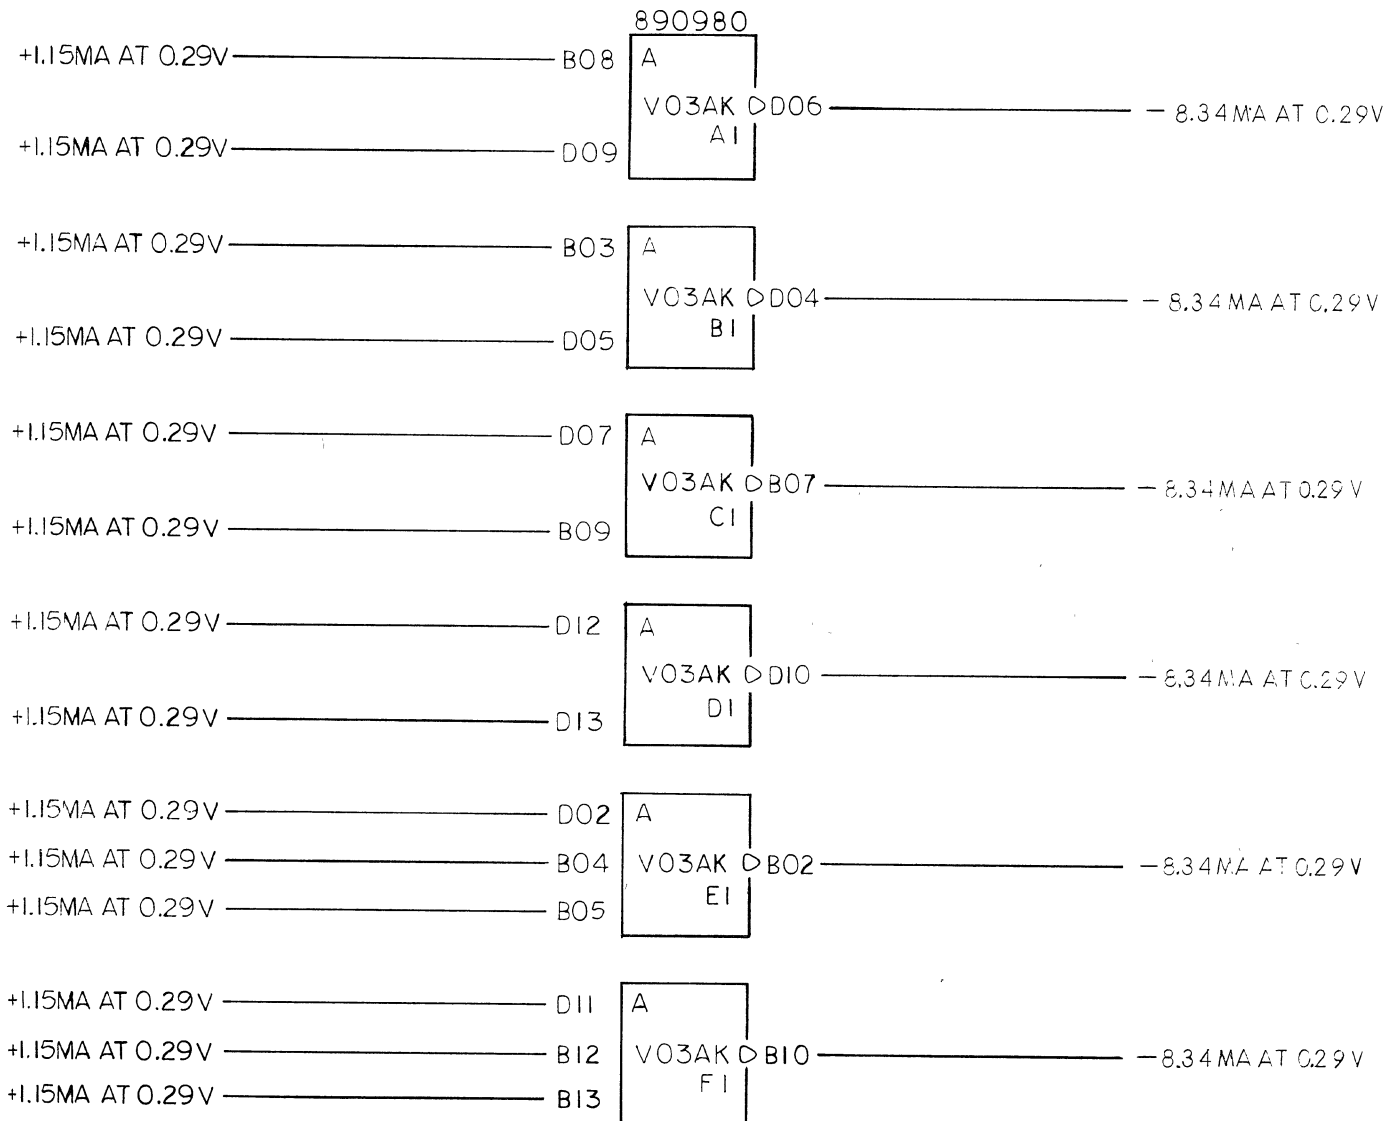 890980
+1.15MA AT 0.29V B08 A
V03AK D06 - 8.34MA AT 0.29V
+1.15MA AT 0.29V D09 A1
+1.15MA AT 0.29V B03 A
V03AK D04 - 8.34MA AT 0.29V
+1.15MA AT 0.29V D05 B1
+1.15MA AT 0.29V D07 A
V03AK B07 - 8.34MA AT 0.29V
+1.15MA AT 0.29V B09 C1
+1.15MA AT 0.29V D12 A
V03AK D10 - 8.34MA AT 0.29V
+1.15MA AT 0.29V D13 D1
+1.15MA AT 0.29V D02 A
+1.15MA AT 0.29V B04 V03AK B02 - 8.34MA AT 0.29V
+1.15MA AT 0.29V B05 E1
+1.15MA AT 0.29V D11 A
+1.15MA AT 0.29V B12 V03AK B10 - 8.34MA AT 0.29V
+1.15MA AT 0.29V B13 F1